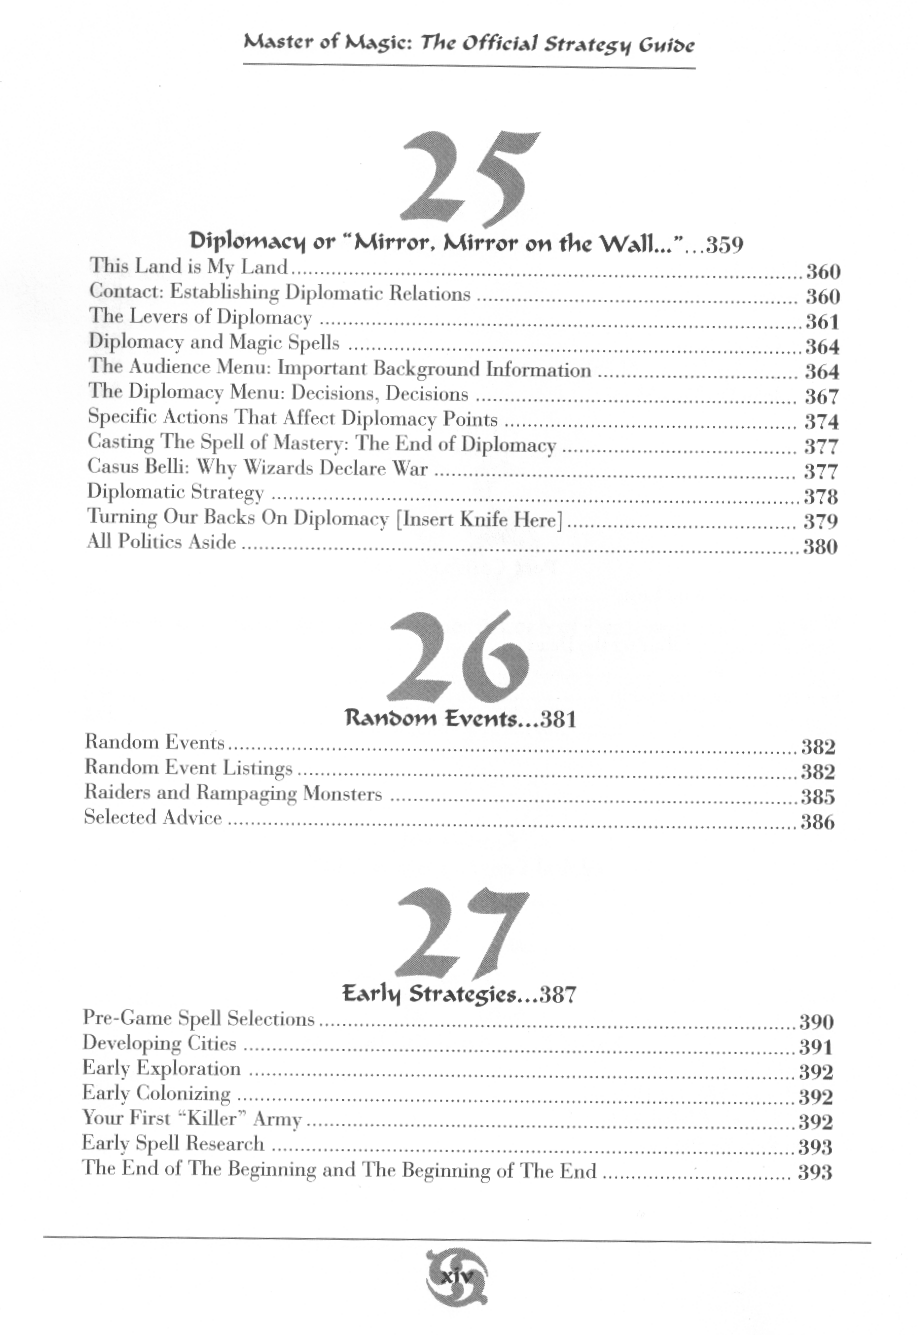 Master of Magic: The Official Strategy Guide
25
Diplomacy or “Mirror, Mirror on the Wall...”...359
This Land is My Land 360
Contact: Establishing Diplomatic Relations 360
The Levers of Diplomacy 361
Diplomacy and Magic Spells 364
The Audience Menu: Important Background Information 364
The Diplomacy Menu: Decisions, Decisions 367
Specific Actions That Affect Diplomacy Points 374
Casting The Spell of Mastery: The End of Diplomacy 377
Casus Belli: Why Wizards Declare War 377
Diplomatic Strategy 378
Turning Our Backs On Diplomacy [Insert Knife Here] 379
All Politics Aside 380
26
Random Events...381
Random Events 382
Random Event Listings 382
Raiders and Rampaging Monsters 385
Selected Advice 386
27
Early Strategies...387
Pre-Game Spell Selections 390
Developing Cities 391
Early Exploration 392
Early Colonizing 392
Your First “Killer” Army 392
Early Spell Research 393
The End of The Beginning and The Beginning of The End 393
xiv